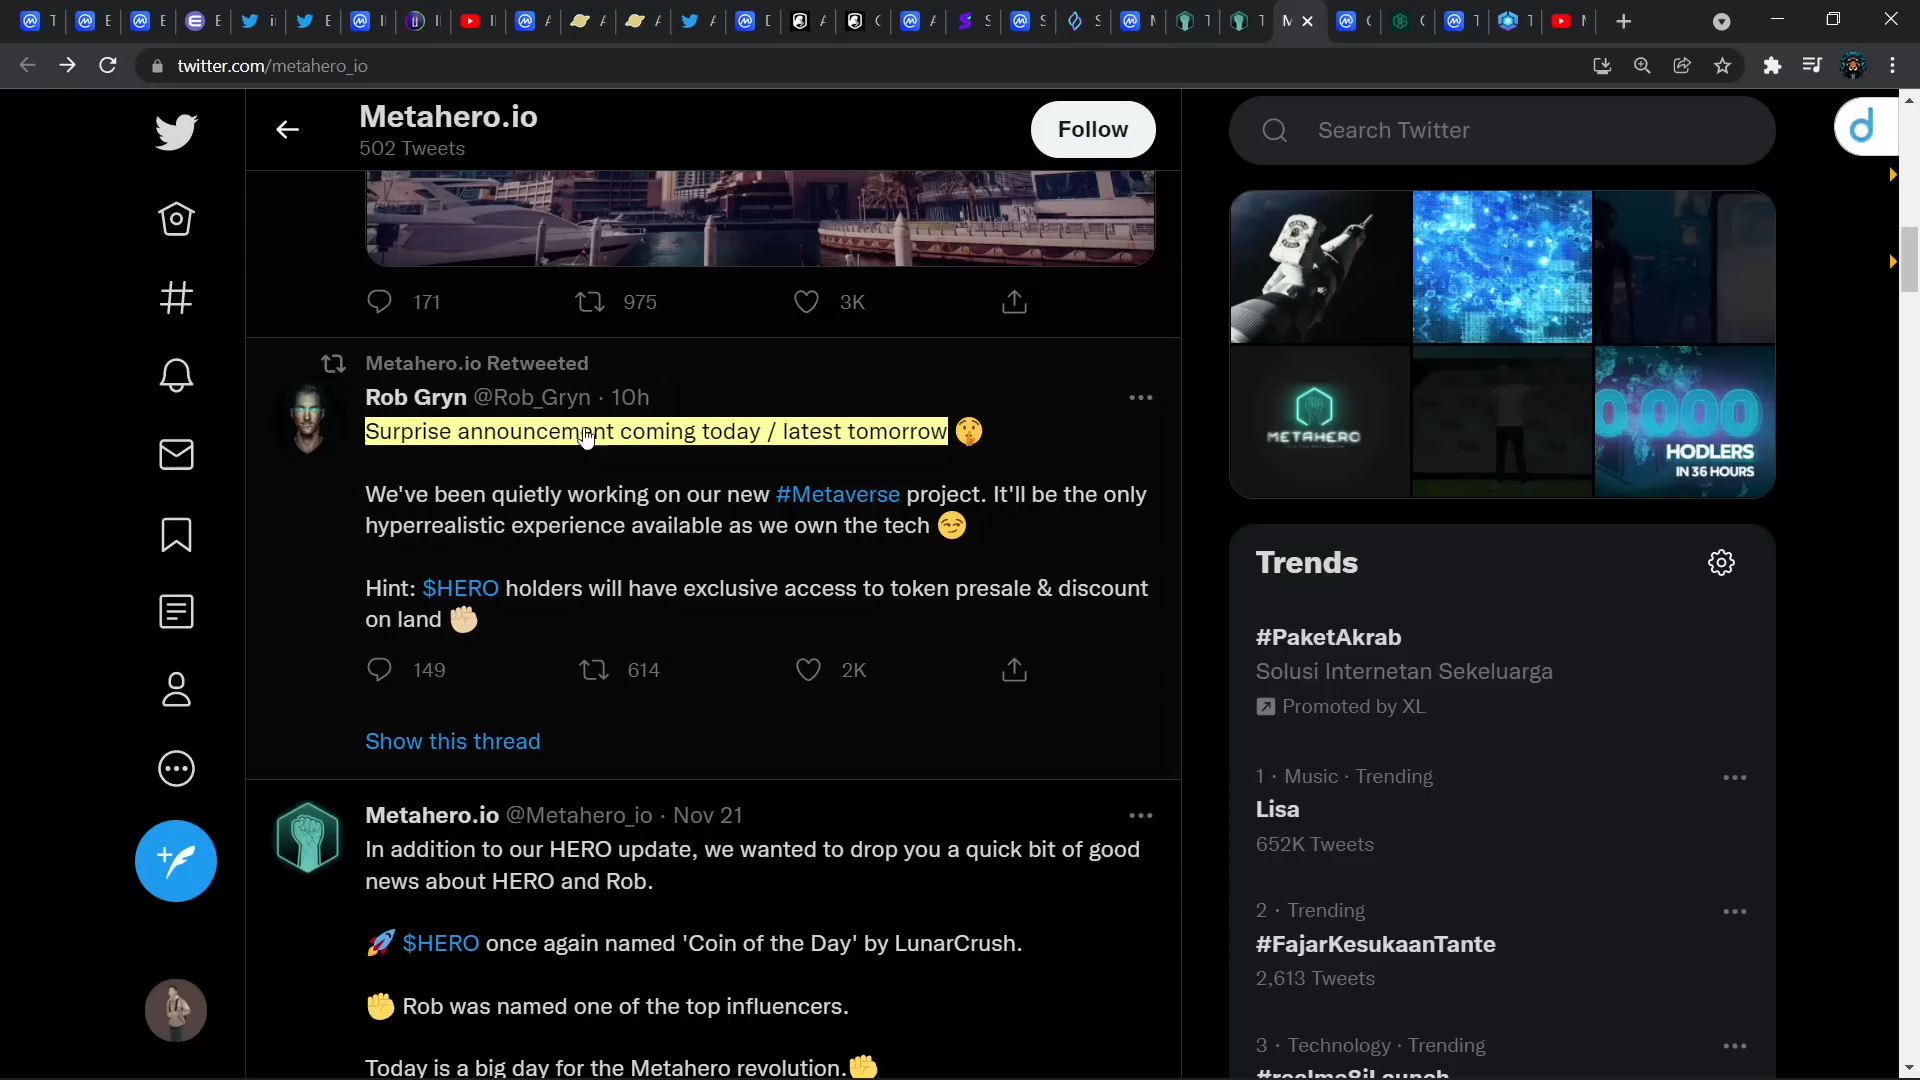 twitter.com/metahero_io
Metahero.io
502 Tweets
Follow
Search Twitter
171
975
3K
Metahero.io Retweeted
Rob Gryn @Rob_Gryn · 10h
Surprise announcement coming today / latest tomorrow 🤫
We've been quietly working on our new #Metaverse project. It'll be the only
hyperrealistic experience available as we own the tech 😏
Hint: $HERO holders will have exclusive access to token presale & discount
on land ✊🏼
149
614
2K
Show this thread
Metahero.io @Metahero_io · Nov 21
In addition to our HERO update, we wanted to drop you a quick bit of good
news about HERO and Rob.
🚀 $HERO once again named 'Coin of the Day' by LunarCrush.
✊ Rob was named one of the top influencers.
Today is a big day for the Metahero revolution.✊
METAHERO
0 000
HODLERS
IN 36 HOURS
Trends
#PaketAkrab
Solusi Internetan Sekeluarga
Promoted by XL
1 · Music · Trending
Lisa
652K Tweets
2 · Trending
#FajarKesukaanTante
2,613 Tweets
3 · Technology · Trending
#realme8iLaunch